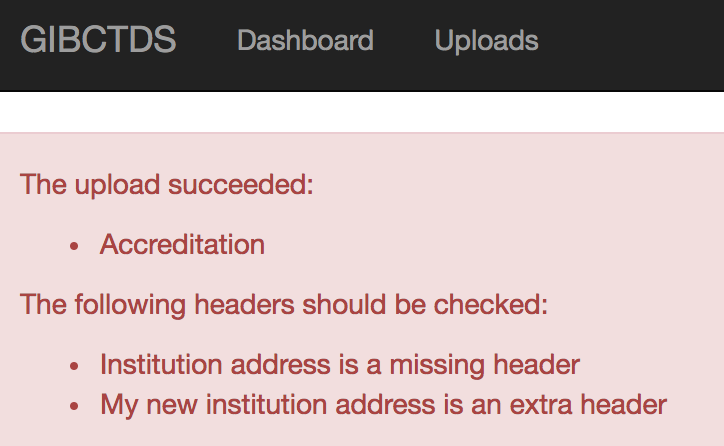 GIBCTDS Dashboard Uploads
The upload succeeded:
• Accreditation
The following headers should be checked:
• Institution address is a missing header
• My new institution address is an extra header